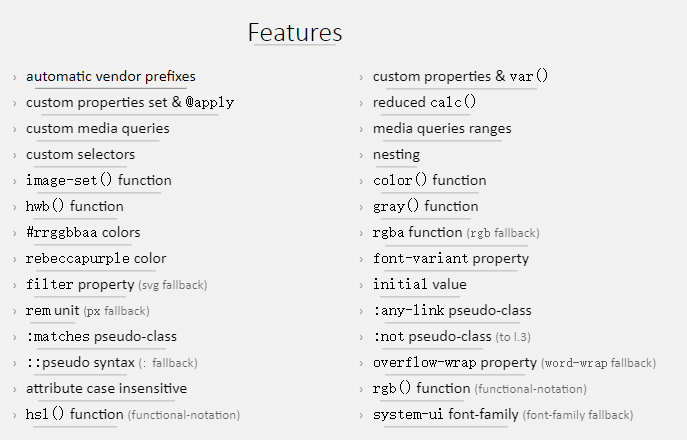 Features
› automatic vendor prefixes
› custom properties set & @apply
› custom media queries
› custom selectors
› image-set() function
› hwb() function
› #rrggbbaa colors
› rebeccapurple color
› filter property (svg fallback)
› rem unit (px fallback)
› :matches pseudo-class
› ::pseudo syntax (: fallback)
› attribute case insensitive
› hsl() function (functional-notation)
› custom properties & var()
› reduced calc()
› media queries ranges
› nesting
› color() function
› gray() function
› rgba function (rgb fallback)
› font-variant property
› initial value
› :any-link pseudo-class
› :not pseudo-class (to l.3)
› overflow-wrap property (word-wrap fallback)
› rgb() function (functional-notation)
› system-ui font-family (font-family fallback)